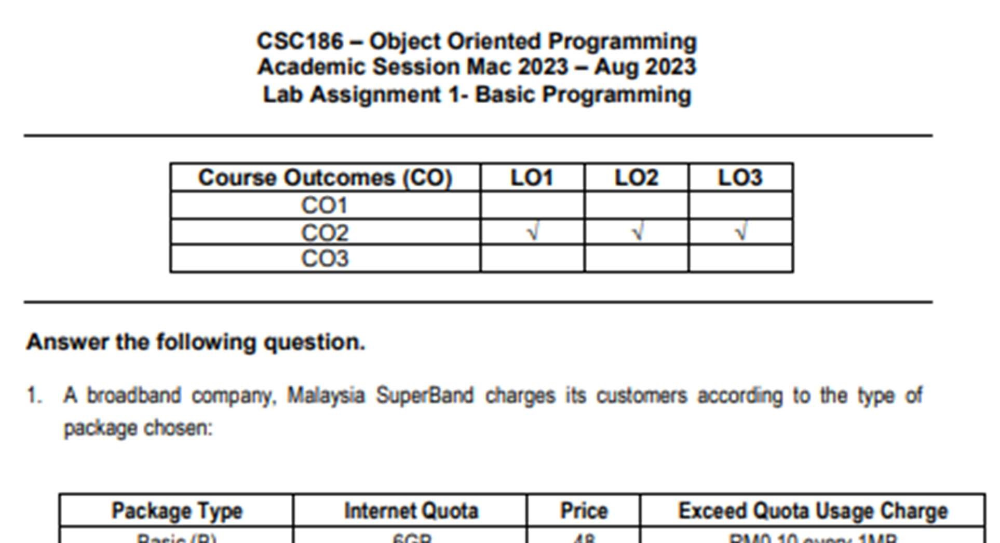 CSC186 – Object Oriented Programming
Academic Session Mac 2023 – Aug 2023
Lab Assignment 1- Basic Programming
Course Outcomes (CO) LO1 LO2 LO3
CO1
CO2 √ √ √
CO3
Answer the following question.
1. A broadband company, Malaysia SuperBand charges its customers according to the type of
package chosen:
Package Type Internet Quota Price Exceed Quota Usage Charge
Basic (B) 6GB 48 RM0.10 every 1MB